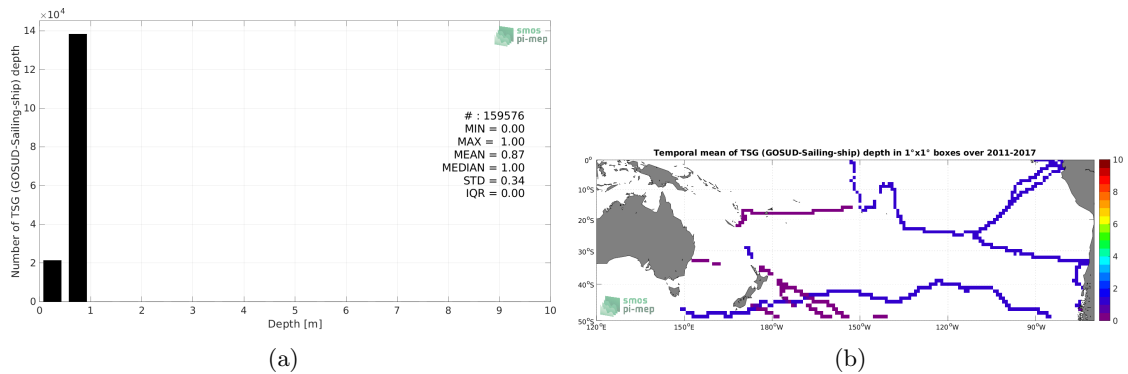 ×10⁴
14
12
10
8
6
4
2
0
Number of TSG (GOSUD-Sailing-ship) depth
0 1 2 3 4 5 6 7 8 9 10
Depth [m]
smos
pi-mep
# : 159576
MIN = 0.00
MAX = 1.00
MEAN = 0.87
MEDIAN = 1.00
STD = 0.34
IQR = 0.00
(a)
Temporal mean of TSG (GOSUD-Sailing-ship) depth in 1°x1° boxes over 2011-2017
0°
10°S
20°S
30°S
40°S
50°S
120°E 150°E 180°W 150°W 120°W 90°W
smos
pi-mep
10
8
6
4
2
0
(b)